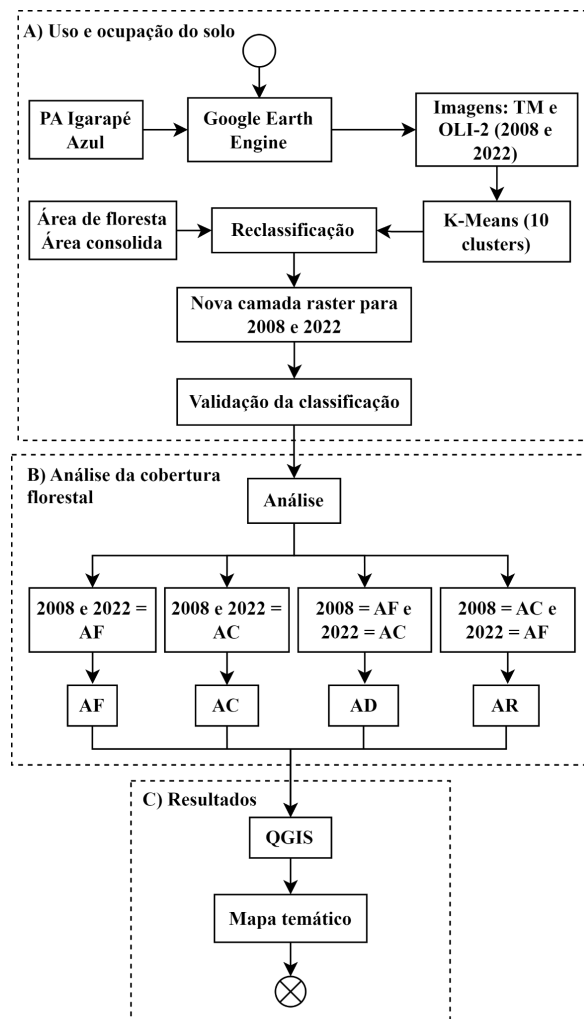 A) Uso e ocupação do solo
PA Igarapé
Azul
Google Earth
Engine
Imagens: TM e
OLI-2 (2008 e
2022)
Área de floresta
Área consolida
Reclassificação
K-Means (10
clusters)
Nova camada raster para
2008 e 2022
Validação da classificação
B) Análise da cobertura
florestal
Análise
2008 e 2022 =
AF
2008 e 2022 =
AC
2008 = AF e
2022 = AC
2008 = AC e
2022 = AF
AF
AC
AD
AR
C) Resultados
QGIS
Mapa temático